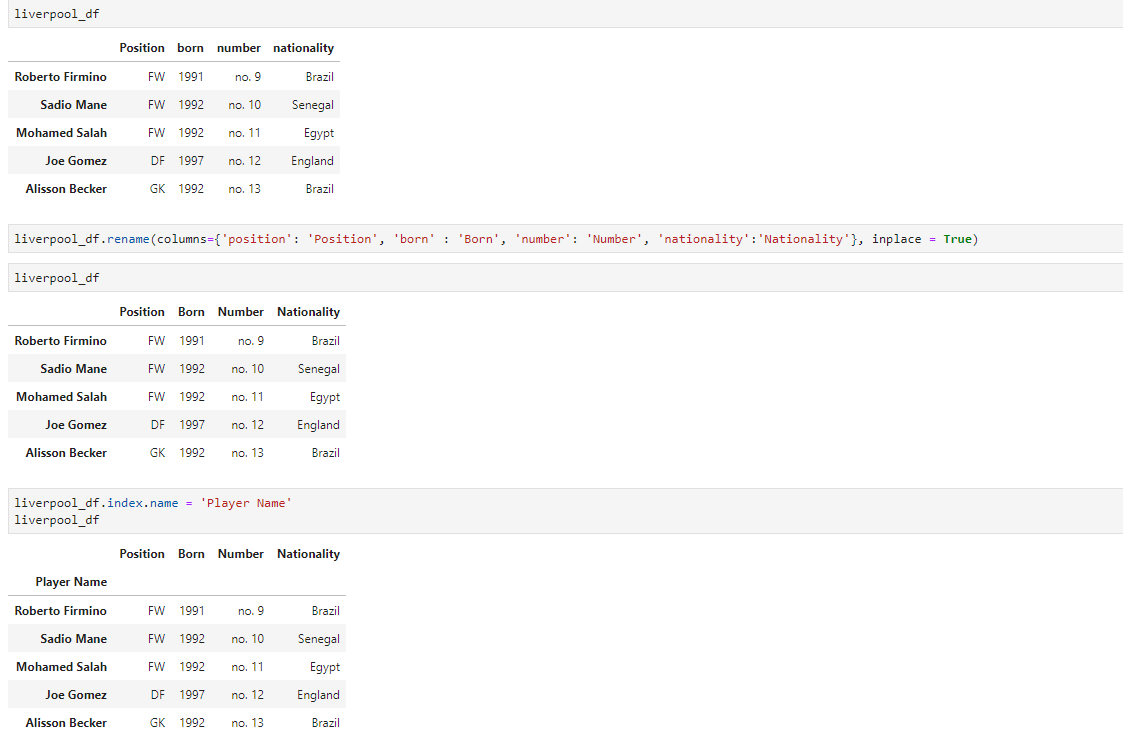 liverpool_df
Position born number nationality
Roberto Firmino FW 1991 no. 9 Brazil
Sadio Mane FW 1992 no. 10 Senegal
Mohamed Salah FW 1992 no. 11 Egypt
Joe Gomez DF 1997 no. 12 England
Alisson Becker GK 1992 no. 13 Brazil
liverpool_df.rename(columns={'position': 'Position', 'born' : 'Born', 'number': 'Number', 'nationality':'Nationality'}, inplace = True)
liverpool_df
Position Born Number Nationality
Roberto Firmino FW 1991 no. 9 Brazil
Sadio Mane FW 1992 no. 10 Senegal
Mohamed Salah FW 1992 no. 11 Egypt
Joe Gomez DF 1997 no. 12 England
Alisson Becker GK 1992 no. 13 Brazil
liverpool_df.index.name = 'Player Name'
liverpool_df
Position Born Number Nationality
Player Name
Roberto Firmino FW 1991 no. 9 Brazil
Sadio Mane FW 1992 no. 10 Senegal
Mohamed Salah FW 1992 no. 11 Egypt
Joe Gomez DF 1997 no. 12 England
Alisson Becker GK 1992 no. 13 Brazil